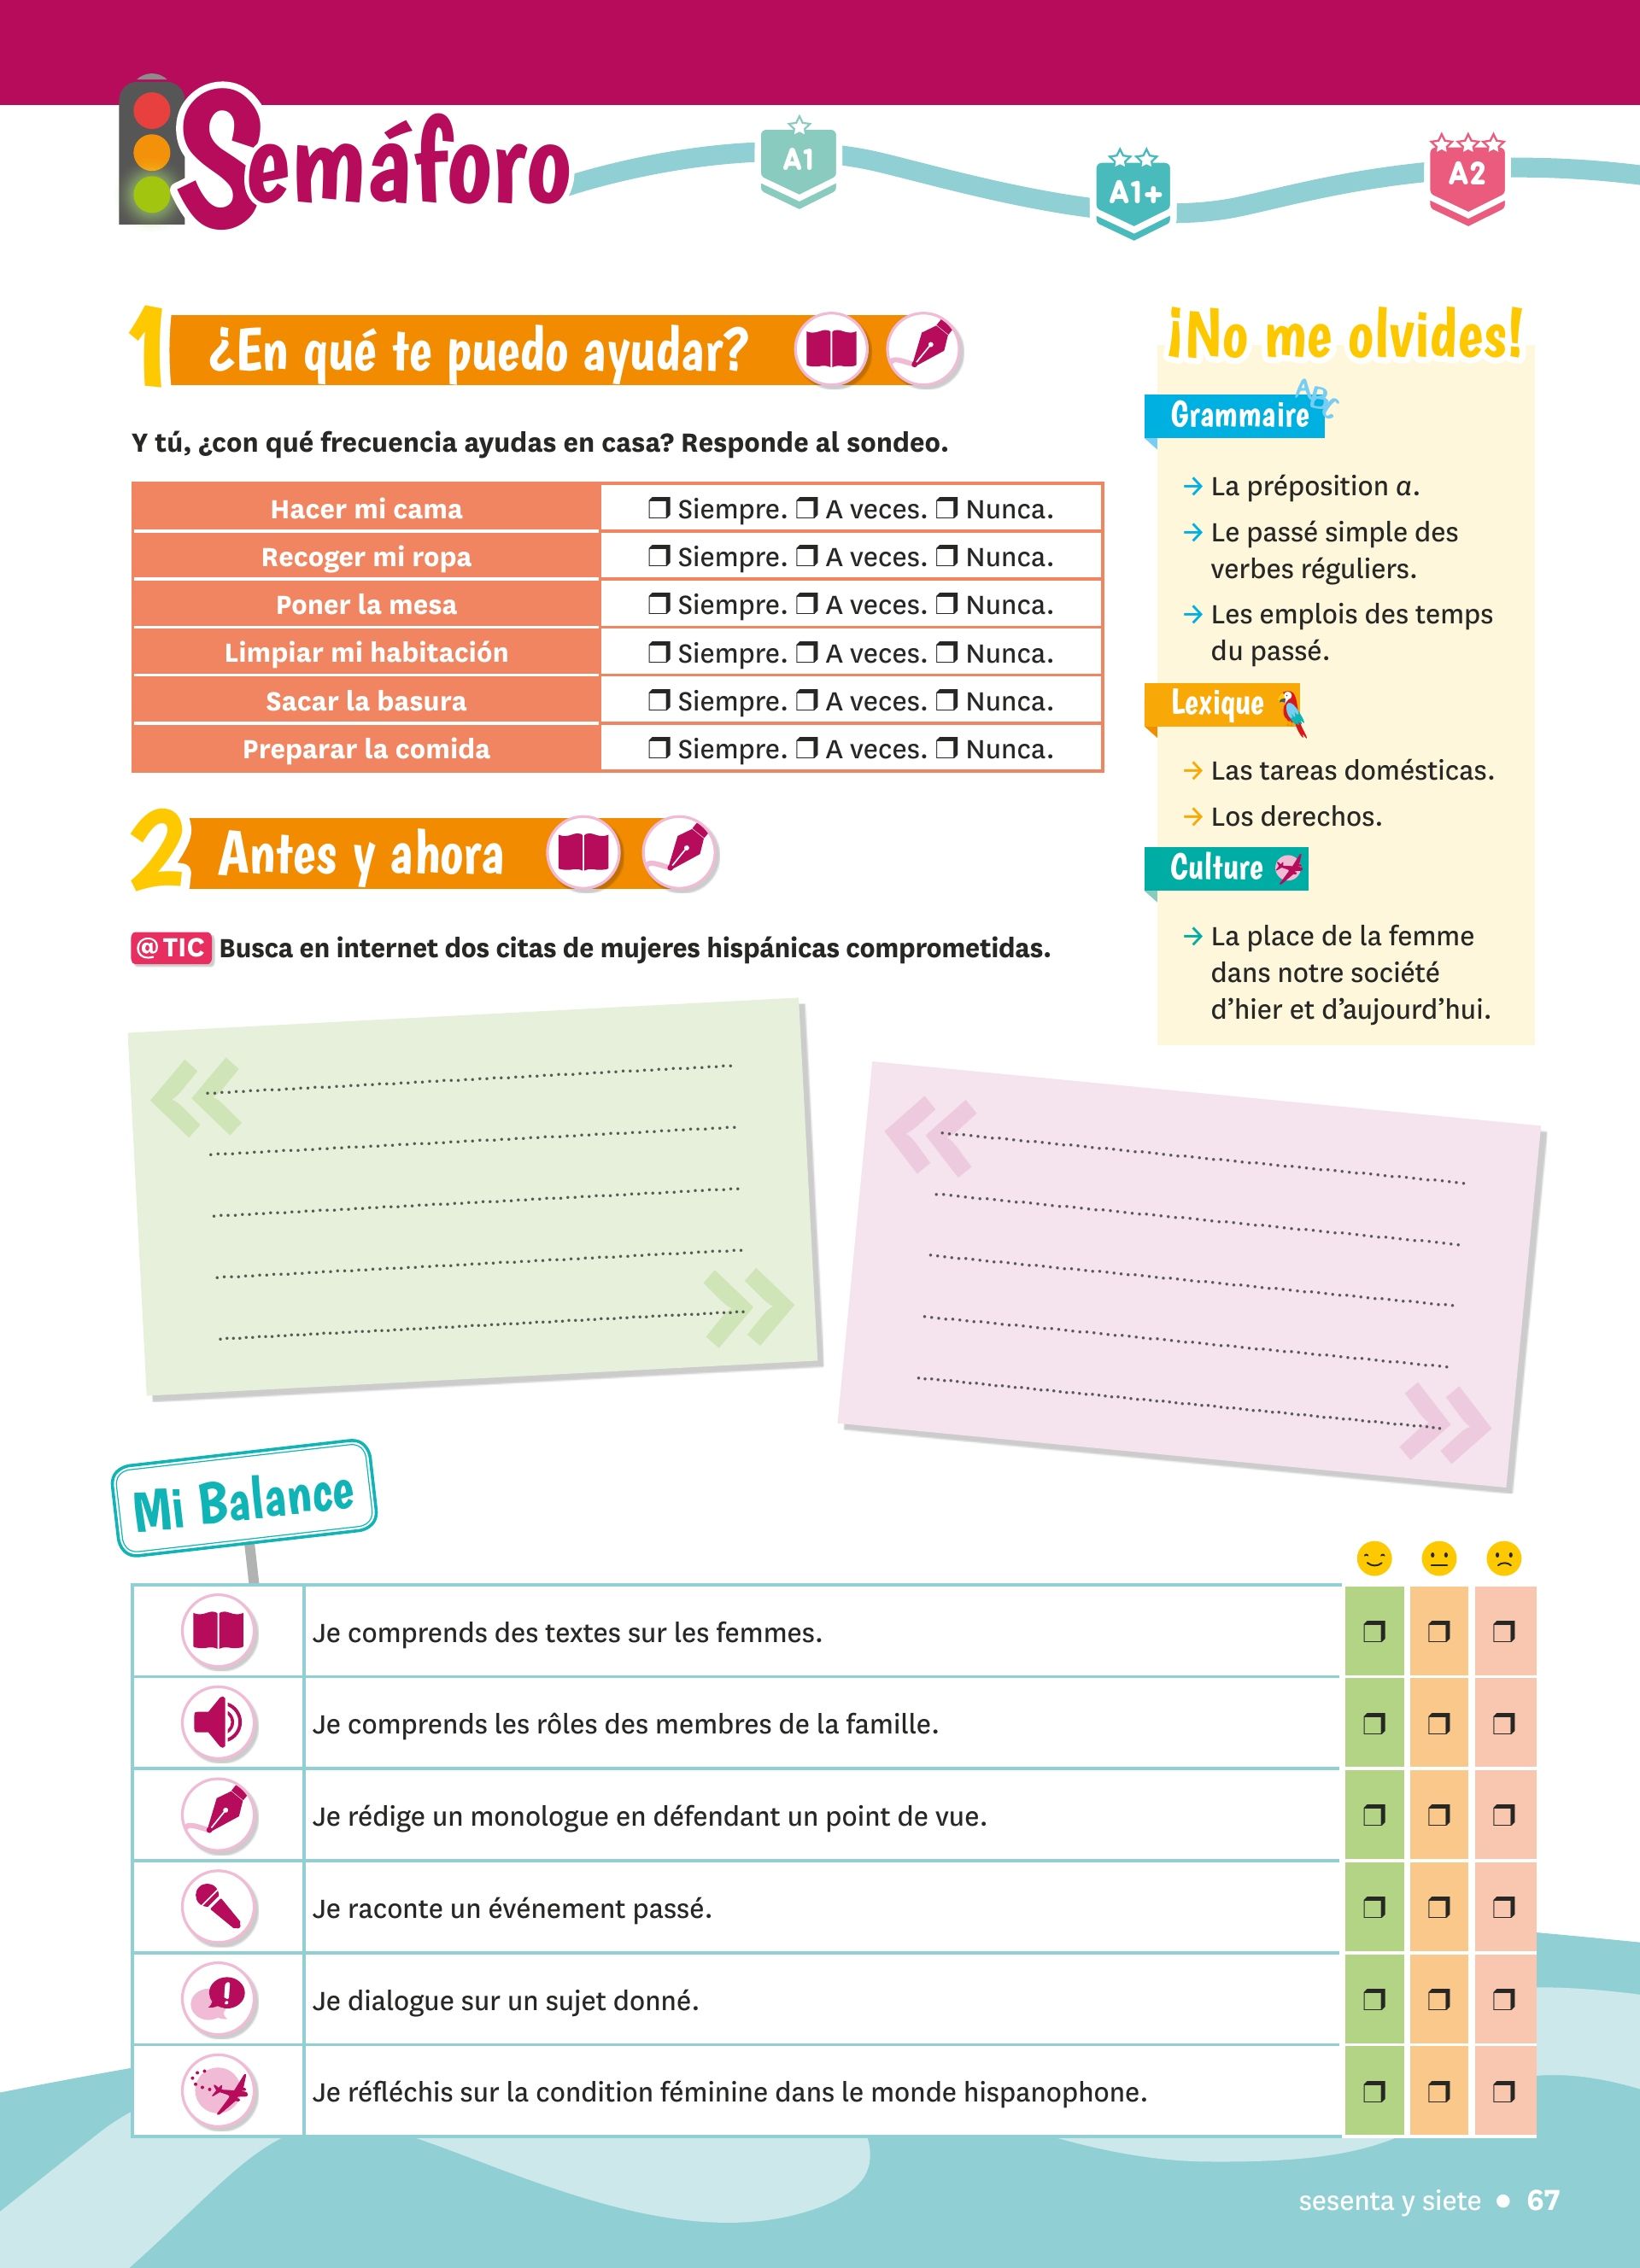 Semáforo
A1
A1+
A2
1 ¿En qué te puedo ayudar?
Y tú, ¿con qué frecuencia ayudas en casa? Responde al sondeo.
Hacer mi cama ❒ Siempre. ❒ A veces. ❒ Nunca.
Recoger mi ropa ❒ Siempre. ❒ A veces. ❒ Nunca.
Poner la mesa ❒ Siempre. ❒ A veces. ❒ Nunca.
Limpiar mi habitación ❒ Siempre. ❒ A veces. ❒ Nunca.
Sacar la basura ❒ Siempre. ❒ A veces. ❒ Nunca.
Preparar la comida ❒ Siempre. ❒ A veces. ❒ Nunca.
2 Antes y ahora
@TIC Busca en internet dos citas de mujeres hispánicas comprometidas.
¡No me olvides!
Grammaire ABC
→ La préposition a.
→ Le passé simple des
verbes réguliers.
→ Les emplois des temps
du passé.
Lexique
→ Las tareas domésticas.
→ Los derechos.
Culture
→ La place de la femme
dans notre société
d’hier et d’aujourd’hui.
«
»
«
»
Mi Balance
Je comprends des textes sur les femmes. ❒ ❒ ❒
Je comprends les rôles des membres de la famille. ❒ ❒ ❒
Je rédige un monologue en défendant un point de vue. ❒ ❒ ❒
Je raconte un événement passé. ❒ ❒ ❒
Je dialogue sur un sujet donné. ❒ ❒ ❒
Je réfléchis sur la condition féminine dans le monde hispanophone. ❒ ❒ ❒
sesenta y siete • 67